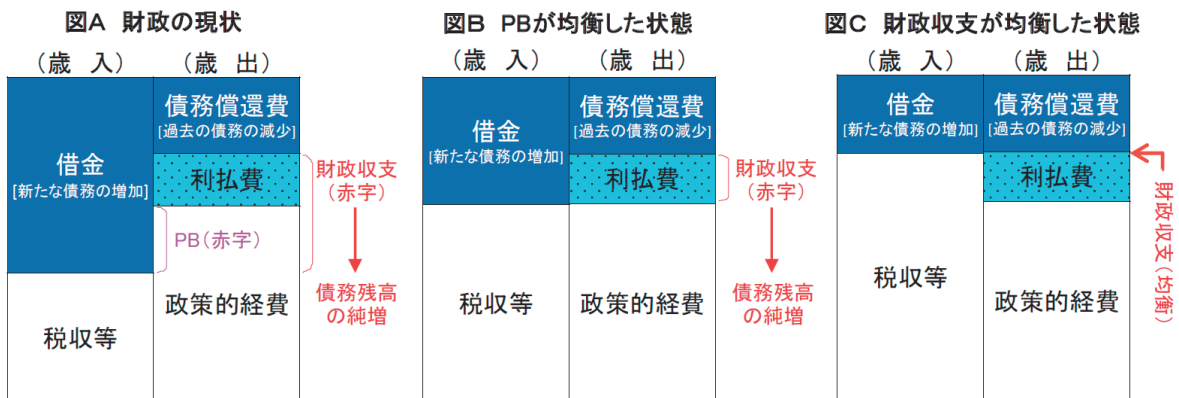 図A 財政の現状
（歳 入）（歳 出）
債務償還費
[過去の債務の減少]
借金
[新たな債務の増加]
利払費
財政収支
（赤字）
PB（赤字）
債務残高
の純増
政策的経費
税収等
図B PBが均衡した状態
（歳 入）（歳 出）
債務償還費
[過去の債務の減少]
借金
[新たな債務の増加]
利払費
財政収支
（赤字）
債務残高
の純増
税収等
政策的経費
図C 財政収支が均衡した状態
（歳 入）（歳 出）
借金
[新たな債務の増加]
債務償還費
[過去の債務の減少]
利払費
財政収支（均衡）
税収等
政策的経費